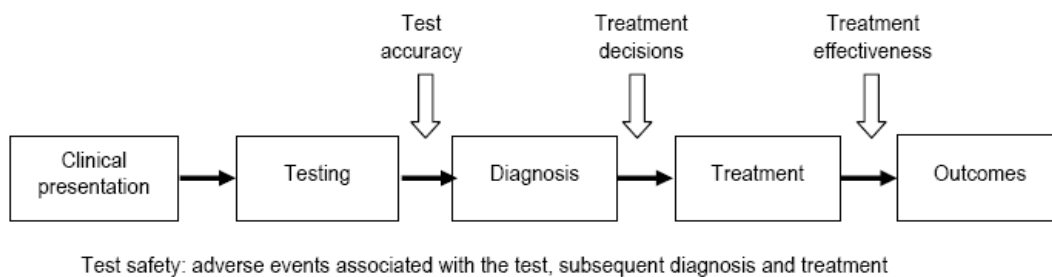 Test
accuracy
Treatment
decisions
Treatment
effectiveness
Clinical
presentation
Testing
Diagnosis
Treatment
Outcomes
Test safety: adverse events associated with the test, subsequent diagnosis and treatment